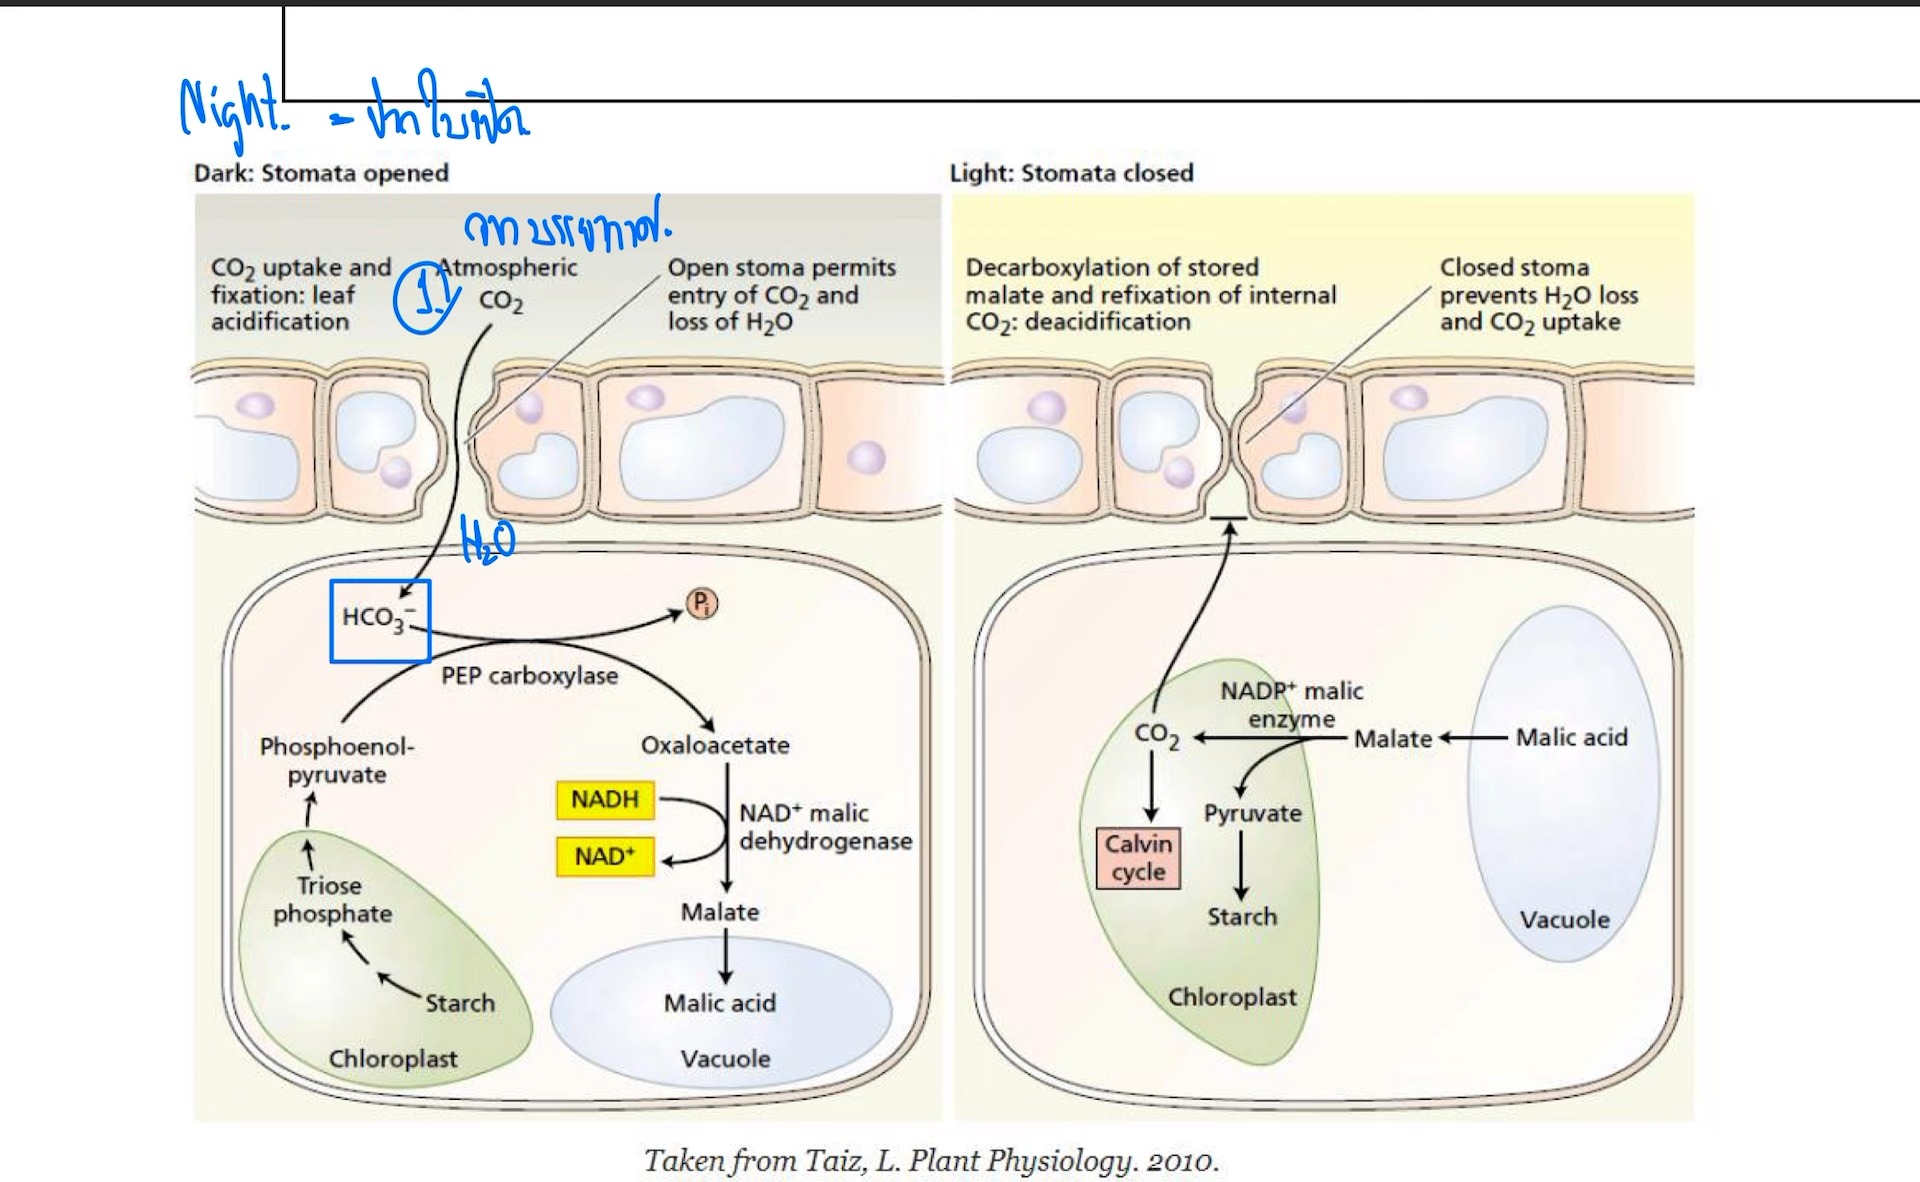 Night. - ปากใบเปิด
Dark: Stomata opened
จากบรรยากาศ.
CO₂ uptake and
fixation: leaf
acidification
1.
Atmospheric
CO₂
Open stoma permits
entry of CO₂ and
loss of H₂O
H₂O
HCO₃⁻
Pᵢ
PEP carboxylase
Phosphoenol-
pyruvate
Oxaloacetate
NADH
NAD⁺
NAD⁺ malic
dehydrogenase
Triose
phosphate
Starch
Chloroplast
Malate
Malic acid
Vacuole
Light: Stomata closed
Decarboxylation of stored
malate and refixation of internal
CO₂: deacidification
Closed stoma
prevents H₂O loss
and CO₂ uptake
NADP⁺ malic
enzyme
CO₂
Malate
Malic acid
Pyruvate
Calvin
cycle
Starch
Vacuole
Chloroplast
Taken from Taiz, L. Plant Physiology. 2010.